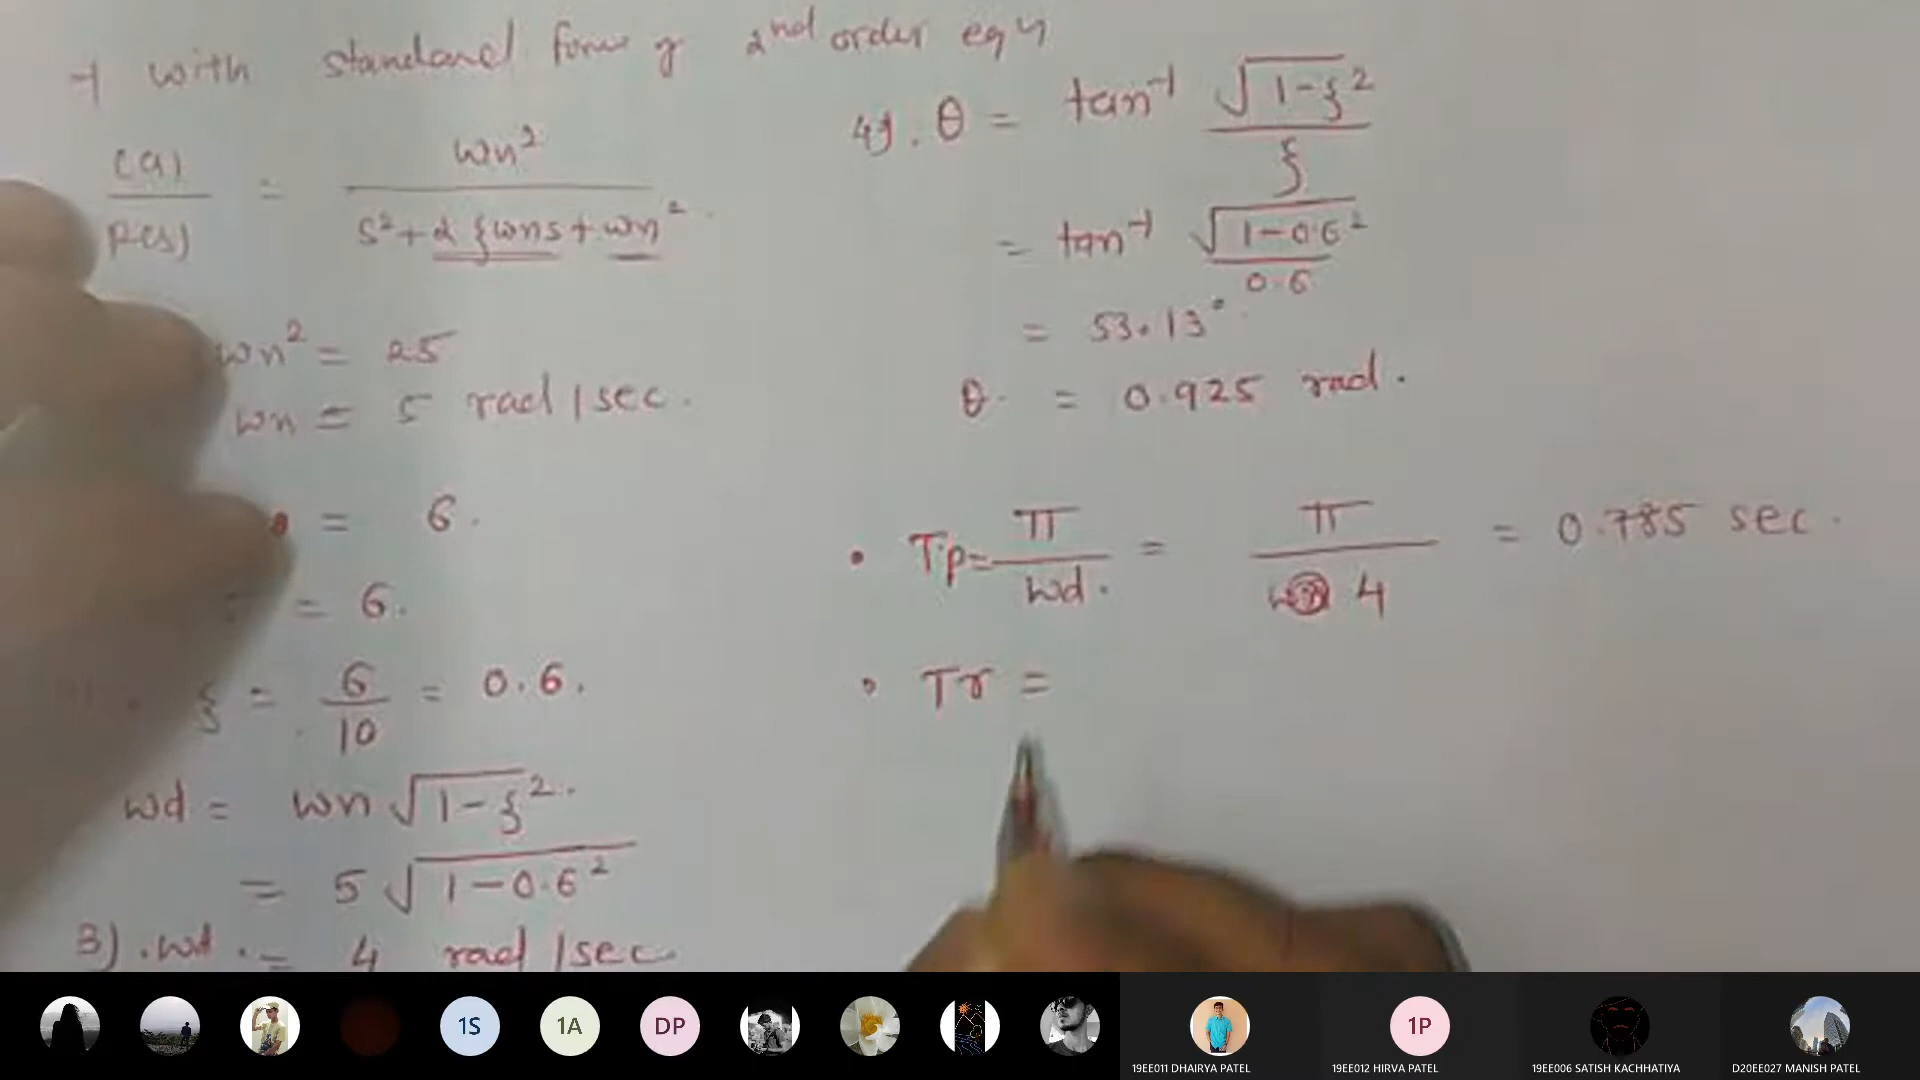 → with standard form of 2nd order eqn
C(s) / R(s) = wn² / s² + 2ξwns + wn²
wn² = 25
wn = 5 rad/sec.
= 6.
= 6.
ξ = 6/10 = 0.6.
wd = wn √1-ξ².
= 5 √1-0.6²
3) .wd. = 4 rad/sec.
4). θ = tan⁻¹ √1-ξ² / ξ
= tan⁻¹ √1-0.6² / 0.6
= 53.13°
θ. = 0.925 rad.
• Tp = π / wd. = π / 4 = 0.785 sec.
• Tr =
1S 1A DP 1P
19EE011 DHAIRYA PATEL 19EE012 HIRVA PATEL 19EE006 SATISH KACHHATIYA D20EE027 MANISH PATEL